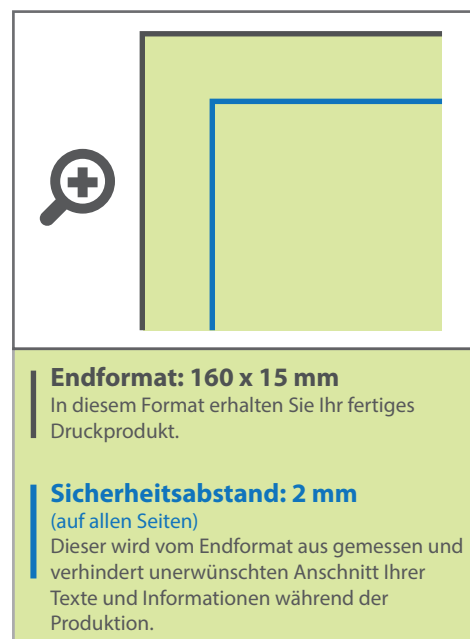 Endformat: 160 x 15 mm
In diesem Format erhalten Sie Ihr fertiges
Druckprodukt.
Sicherheitsabstand: 2 mm
(auf allen Seiten)
Dieser wird vom Endformat aus gemessen und
verhindert unerwünschten Anschnitt Ihrer
Texte und Informationen während der
Produktion.